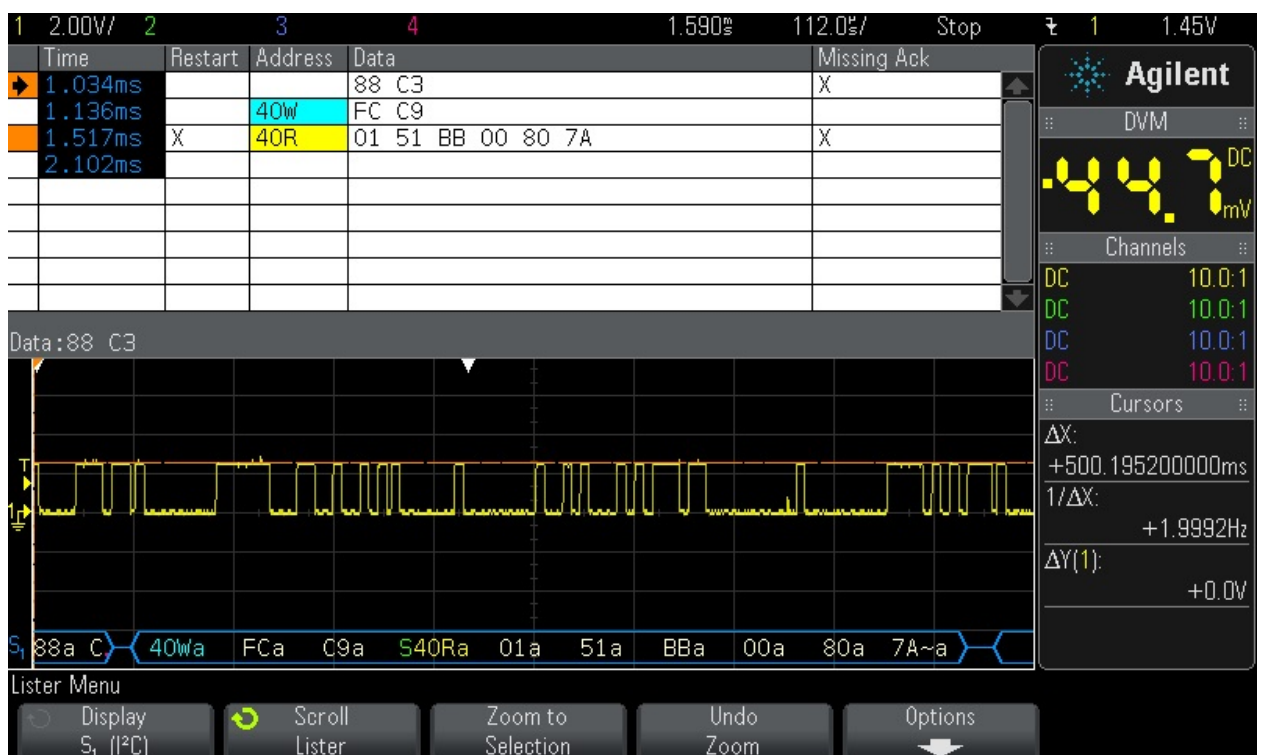 1 2.00V/ 2 3 4 1.590ms 112.0us/ Stop 1 1.45V
Time Restart Address Data Missing Ack
1.034ms 88 C3 X
1.136ms 40W FC C9
1.517ms X 40R 01 51 BB 00 80 7A X
2.102ms
Data:88 C3
Agilent
DVM
.44.7 DC mV
Channels
DC 10.0:1
DC 10.0:1
DC 10.0:1
DC 10.0:1
Cursors
ΔX:
+500.195200000ms
1/ΔX:
+1.9992Hz
ΔY(1):
+0.0V
T
1
S1 88a C 40Wa FCa C9a S40Ra 01a 51a BBa 00a 80a 7A~a
Lister Menu
Display
S1 (I²C)
Scroll
Lister
Zoom to
Selection
Undo
Zoom
Options